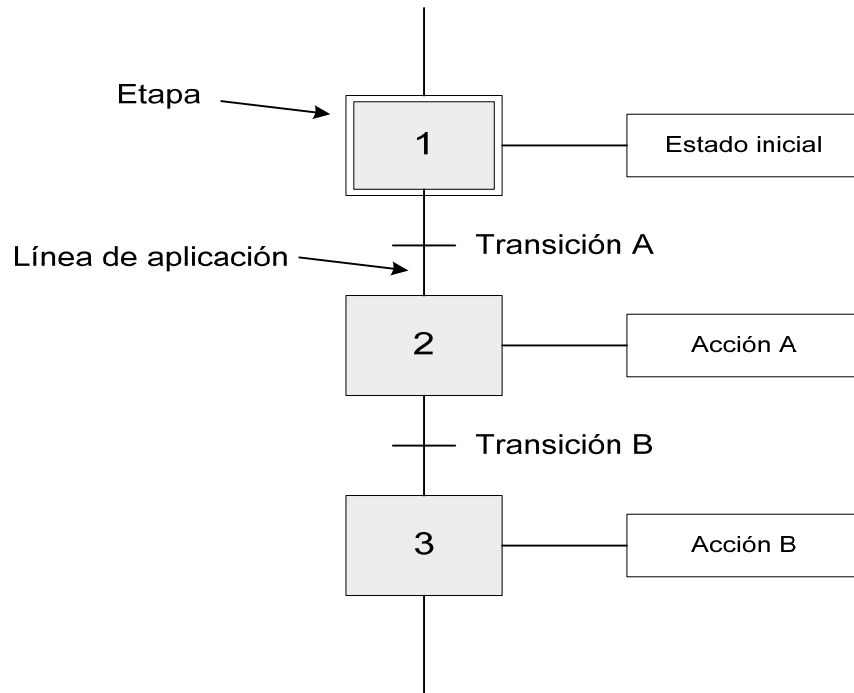 Etapa
1
Estado inicial
Transición A
Línea de aplicación
2
Acción A
Transición B
3
Acción B